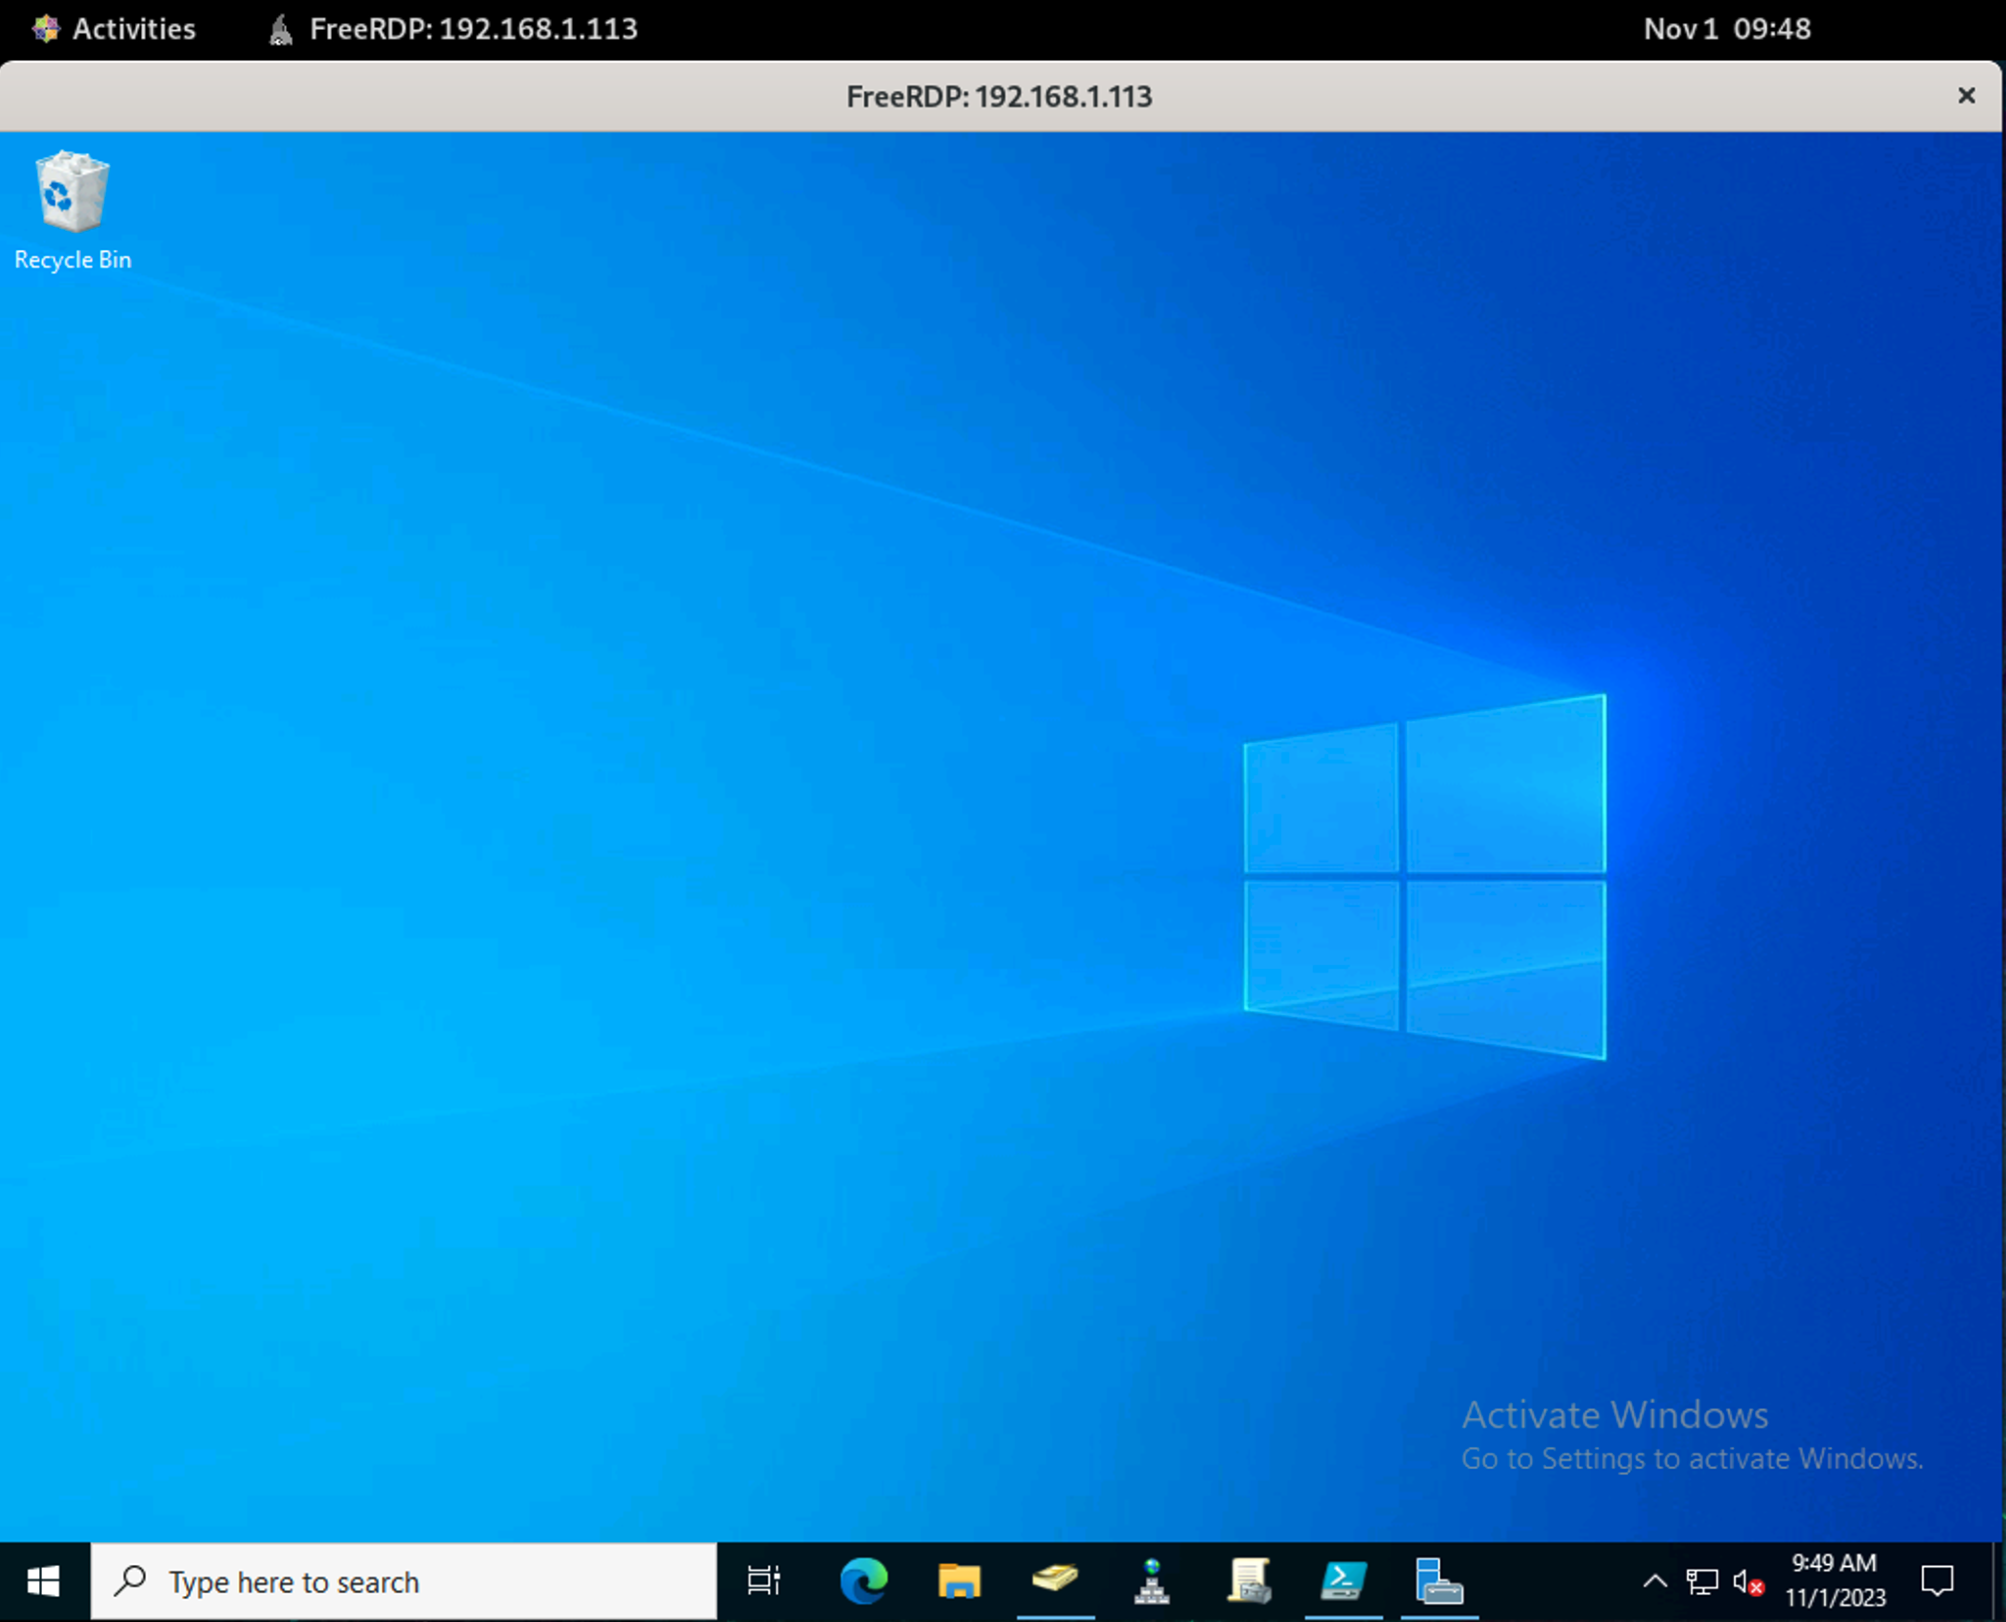 Activities
FreeRDP: 192.168.1.113
Nov 1 09:48
FreeRDP: 192.168.1.113
Recycle Bin
Activate Windows
Go to Settings to activate Windows.
Type here to search
9:49 AM
11/1/2023